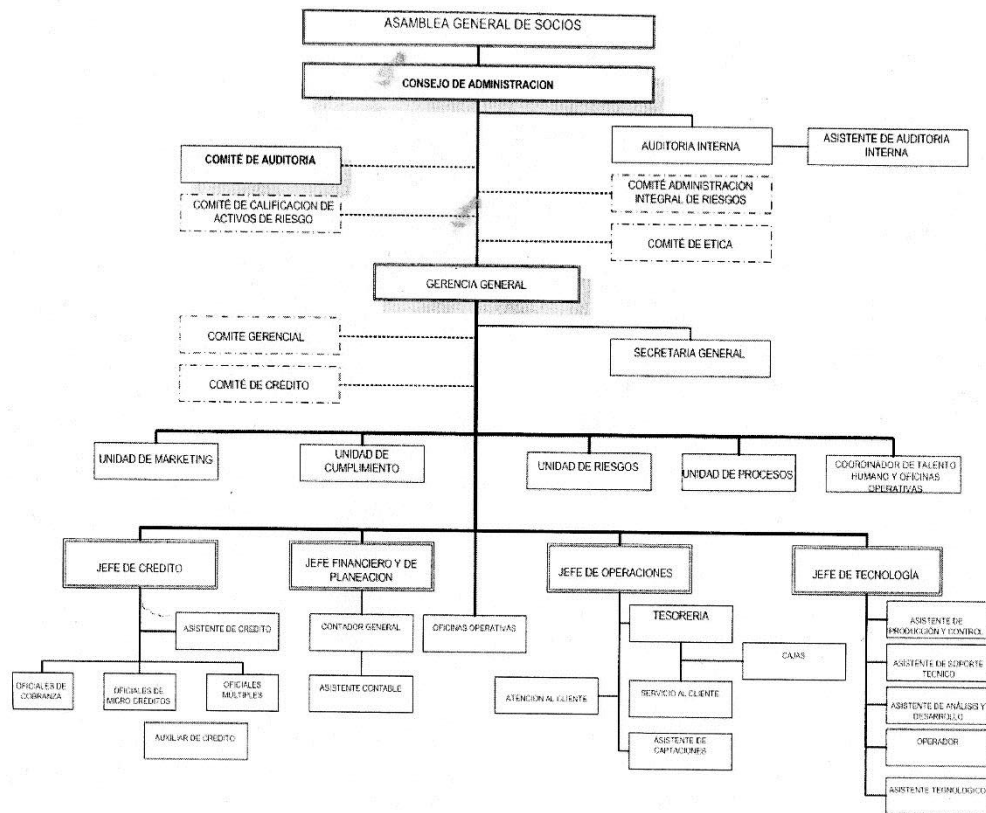 ASAMBLEA GENERAL DE SOCIOS
CONSEJO DE ADMINISTRACION
AUDITORIA INTERNA
ASISTENTE DE AUDITORIA
INTERNA
COMITÉ DE AUDITORIA
COMITÉ ADMINISTRACION
INTEGRAL DE RIESGOS
COMITÉ DE CALIFICACION DE
ACTIVOS DE RIESGO
COMITÉ DE ETICA
GERENCIA GENERAL
COMITE GERENCIAL
SECRETARIA GENERAL
COMITÉ DE CRÉDITO
UNIDAD DE MARKETING
UNIDAD DE
CUMPLIMIENTO
UNIDAD DE RIESGOS
UNIDAD DE PROCESOS
COORDINADOR DE TALENTO
HUMANO Y OFICINAS
OPERATIVAS
JEFE DE CRÉDITO
JEFE FINANCIERO Y DE
PLANEACION
JEFE DE OPERACIONES
JEFE DE TECNOLOGÍA
ASISTENTE DE CREDITO
CONTADOR GENERAL
OFICINAS OPERATIVAS
TESORERIA
ASISTENTE DE
PRODUCCIÓN Y CONTROL
CAJAS
ASISTENTE DE SOPORTE
TECNICO
OFICIALES DE
COBRANZA
OFICIALES DE
MICRO CRÉDITOS
OFICIALES
MULTIPLES
ASISTENTE CONTABLE
ATENCION AL CLIENTE
SERVICIO AL CLIENTE
ASISTENTE DE ANÁLISIS Y
DESARROLLO
AUXILIAR DE CREDITO
ASISTENTE DE
CAPTACIONES
OPERADOR
ASISTENTE TECNOLOGICO